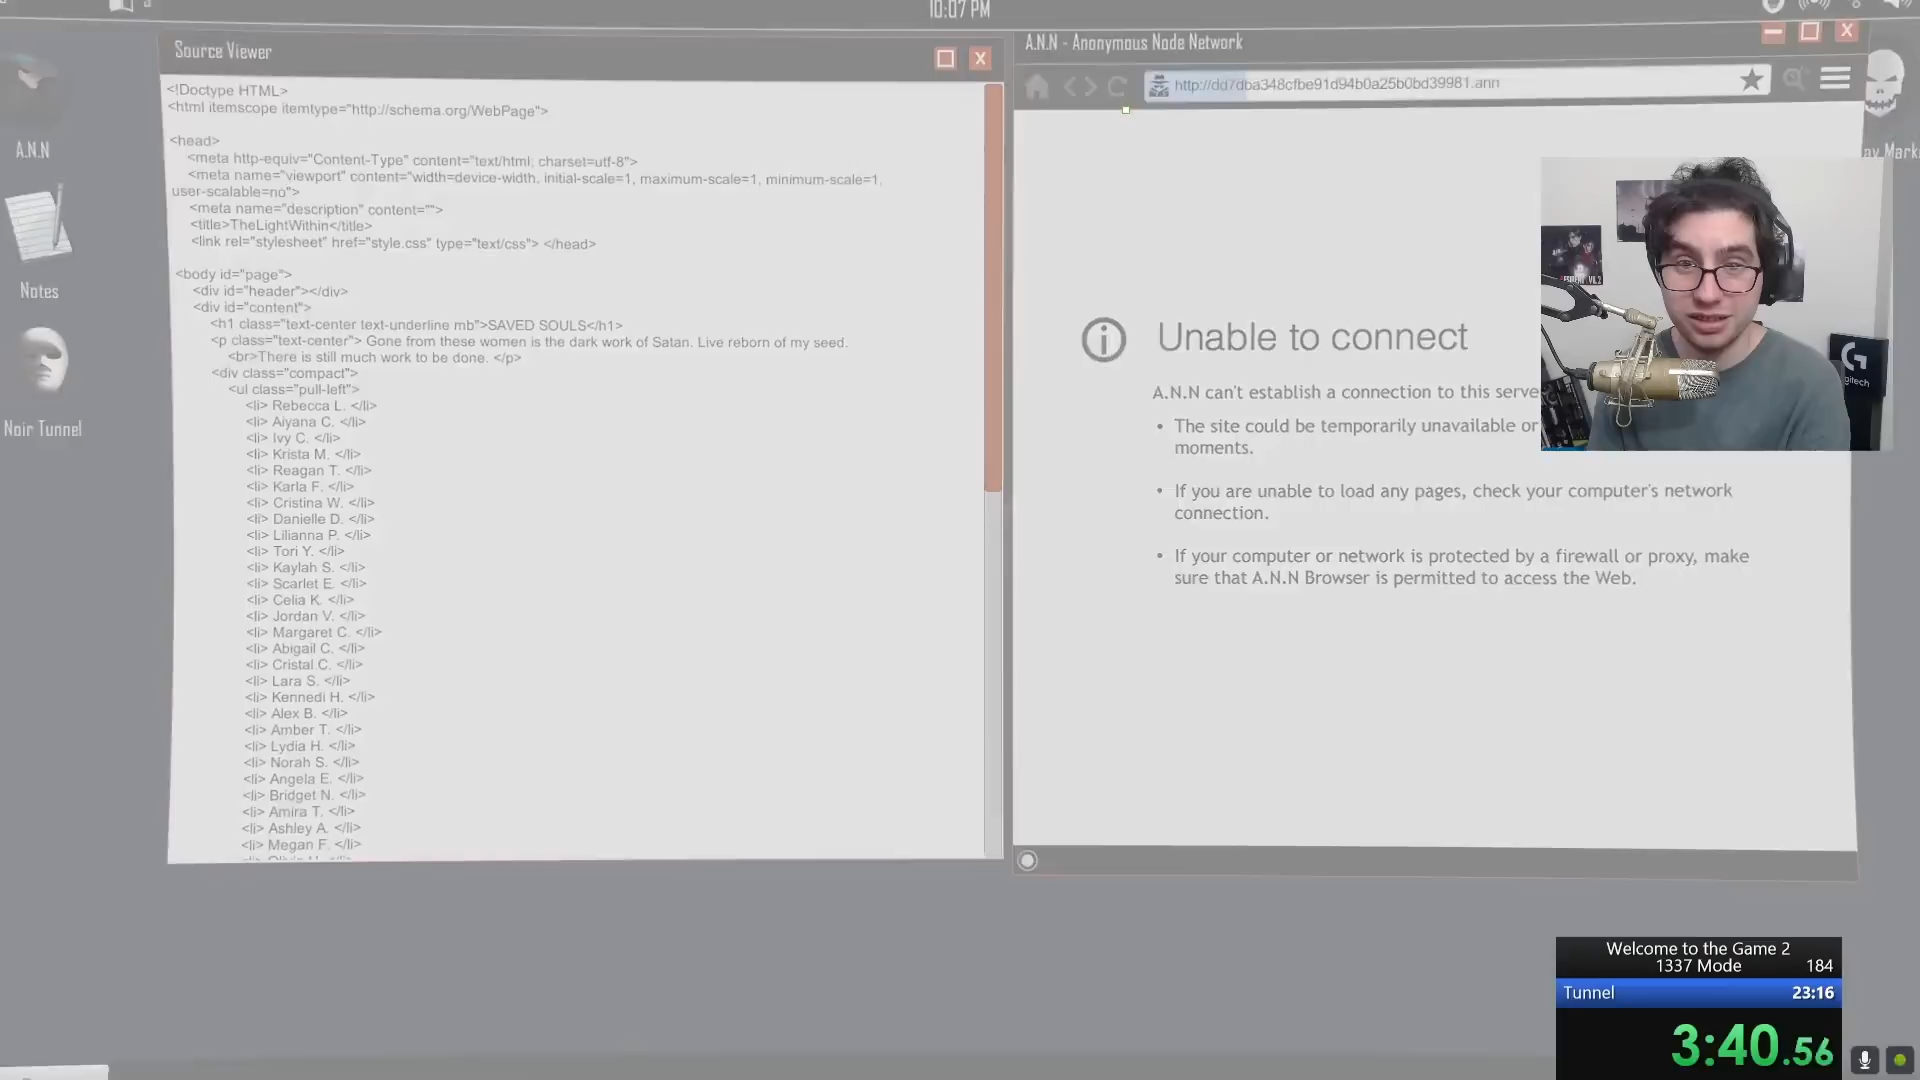 10:07 PM
Source Viewer
A.N.N - Anonymous Node Network
http://dd7dba348cfbe91d94b0a25b0bd39981.ann
<!Doctype HTML>
<html itemscope itemtype="http://schema.org/WebPage">
<head>
<meta http-equiv="Content-Type" content="text/html; charset=utf-8">
<meta name="viewport" content="width=device-width, initial-scale=1, maximum-scale=1, minimum-scale=1,
user-scalable=no">
<meta name="description" content="">
<title>TheLightWithin</title>
<link rel="stylesheet" href="style.css" type="text/css"> </head>
<body id="page">
<div id="header"></div>
<div id="content">
<h1 class="text-center text-underline mb">SAVED SOULS</h1>
<p class="text-center"> Gone from these women is the dark work of Satan. Live reborn of my seed.
<br>There is still much work to be done. </p>
<div class="compact">
<ul class="pull-left">
<li> Rebecca L. </li>
<li> Aiyana C. </li>
<li> Ivy C. </li>
<li> Krista M. </li>
<li> Reagan T. </li>
<li> Karla F. </li>
<li> Cristina W. </li>
<li> Danielle D. </li>
<li> Lilianna P. </li>
<li> Tori Y. </li>
<li> Kaylah S. </li>
<li> Scarlet E. </li>
<li> Celia K. </li>
<li> Jordan V. </li>
<li> Margaret C. </li>
<li> Abigail C. </li>
<li> Cristal C. </li>
<li> Lara S. </li>
<li> Kennedi H. </li>
<li> Alex B. </li>
<li> Amber T. </li>
<li> Lydia H. </li>
<li> Norah S. </li>
<li> Angela E. </li>
<li> Bridget N. </li>
<li> Amira T. </li>
<li> Ashley A. </li>
<li> Megan F. </li>
A.N.N
Notes
Noir Tunnel
Unable to connect
A.N.N can't establish a connection to this serve
• The site could be temporarily unavailable or
moments.
• If you are unable to load any pages, check your computer's network
connection.
• If your computer or network is protected by a firewall or proxy, make
sure that A.N.N Browser is permitted to access the Web.
Welcome to the Game 2
1337 Mode 184
Tunnel 23:16
3:40.56